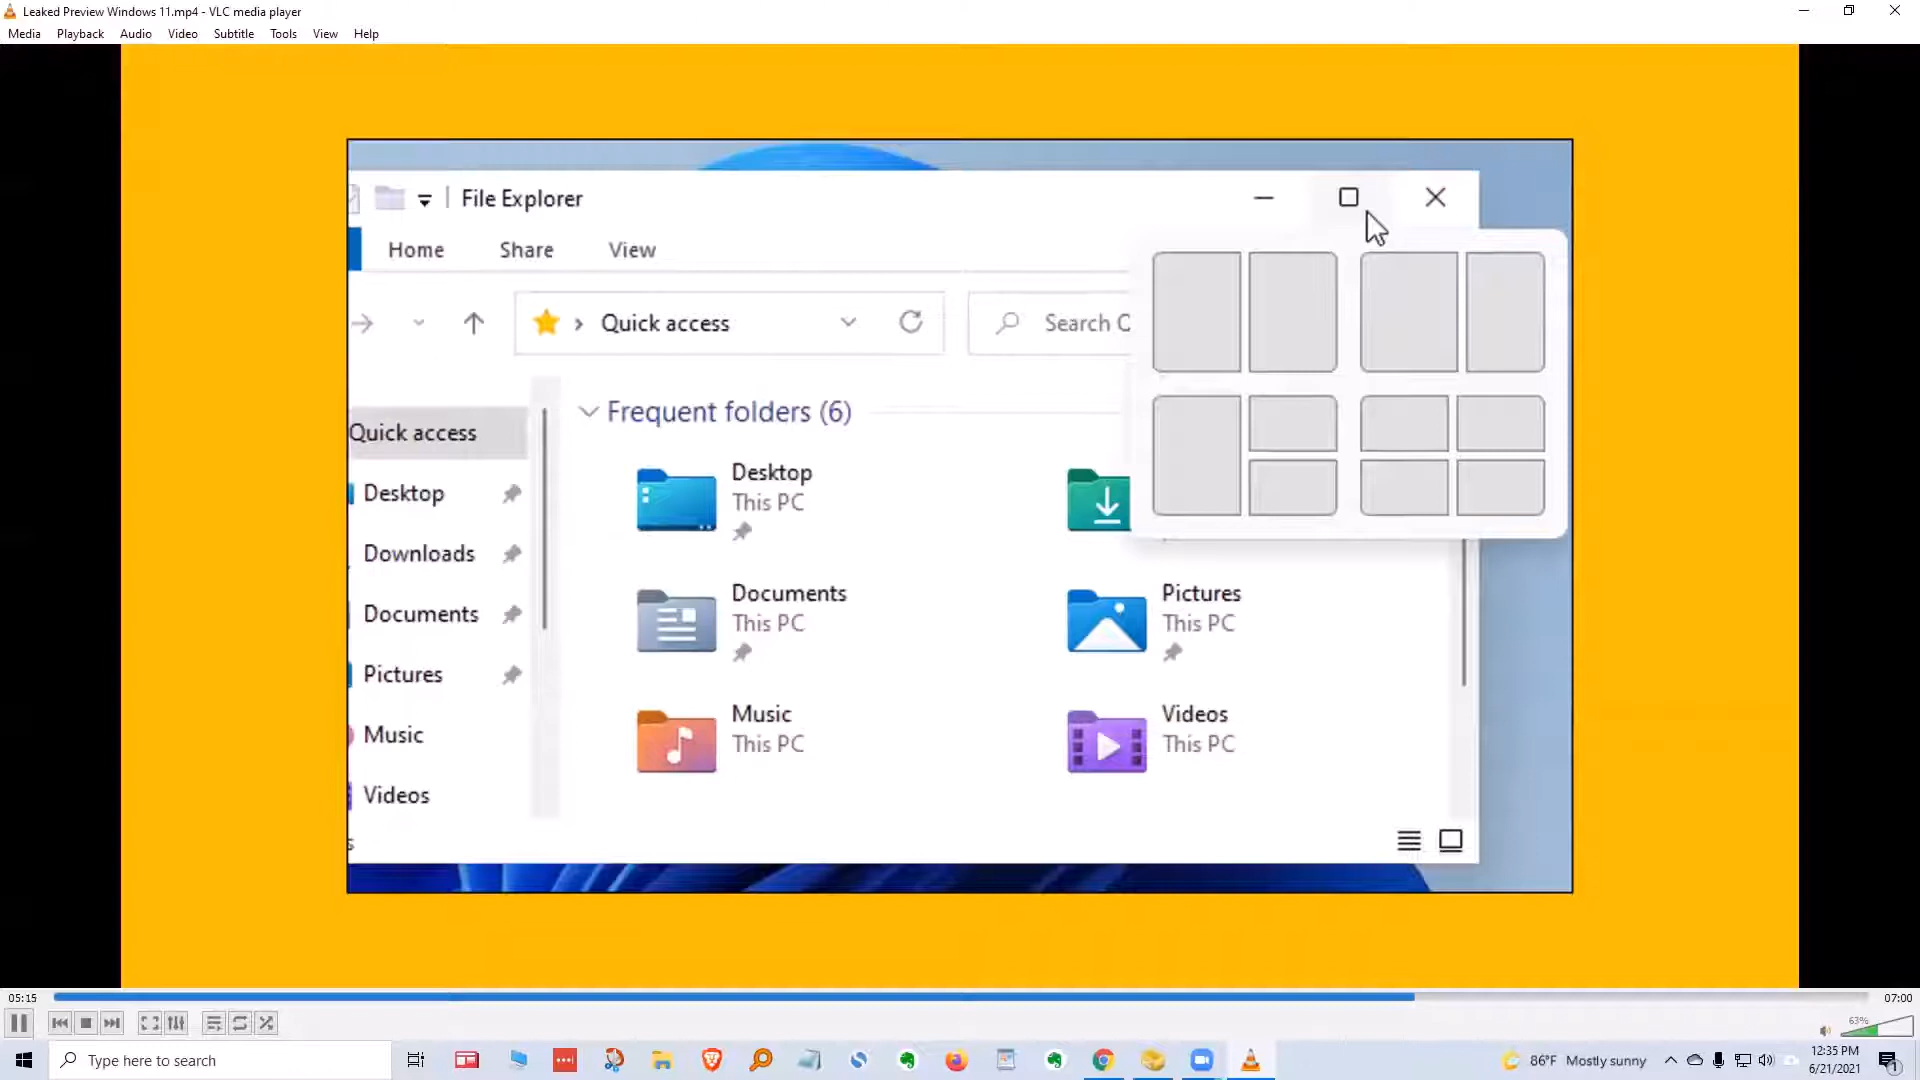 Leaked Preview Windows 11.mp4 - VLC media player
Media Playback Audio Video Subtitle Tools View Help
File Explorer
Home Share View
Quick access
Search
Quick access
Frequent folders (6)
Desktop
Desktop
This PC
Downloads
Documents
Documents
This PC
Pictures
This PC
Pictures
Music
Music
This PC
Videos
This PC
Videos
05:15
07:00
63%
Type here to search
86°F Mostly sunny
12:35 PM
6/21/2021
1